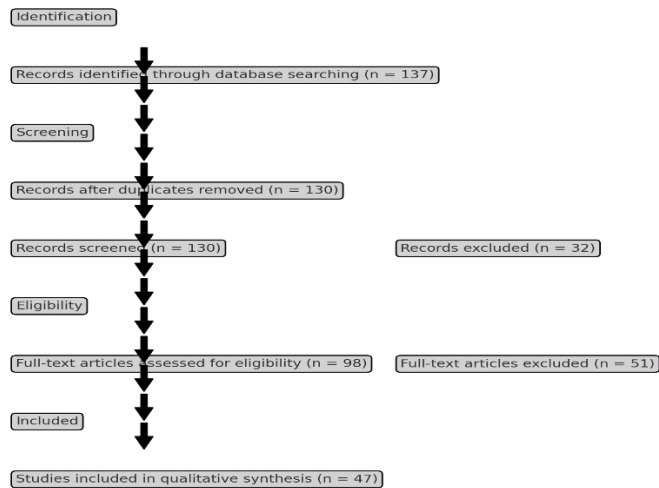 Identification
Records identified through database searching (n = 137)
Screening
Records after duplicates removed (n = 130)
Records screened (n = 130)
Records excluded (n = 32)
Eligibility
Full-text articles assessed for eligibility (n = 98)
Full-text articles excluded (n = 51)
Included
Studies included in qualitative synthesis (n = 47)